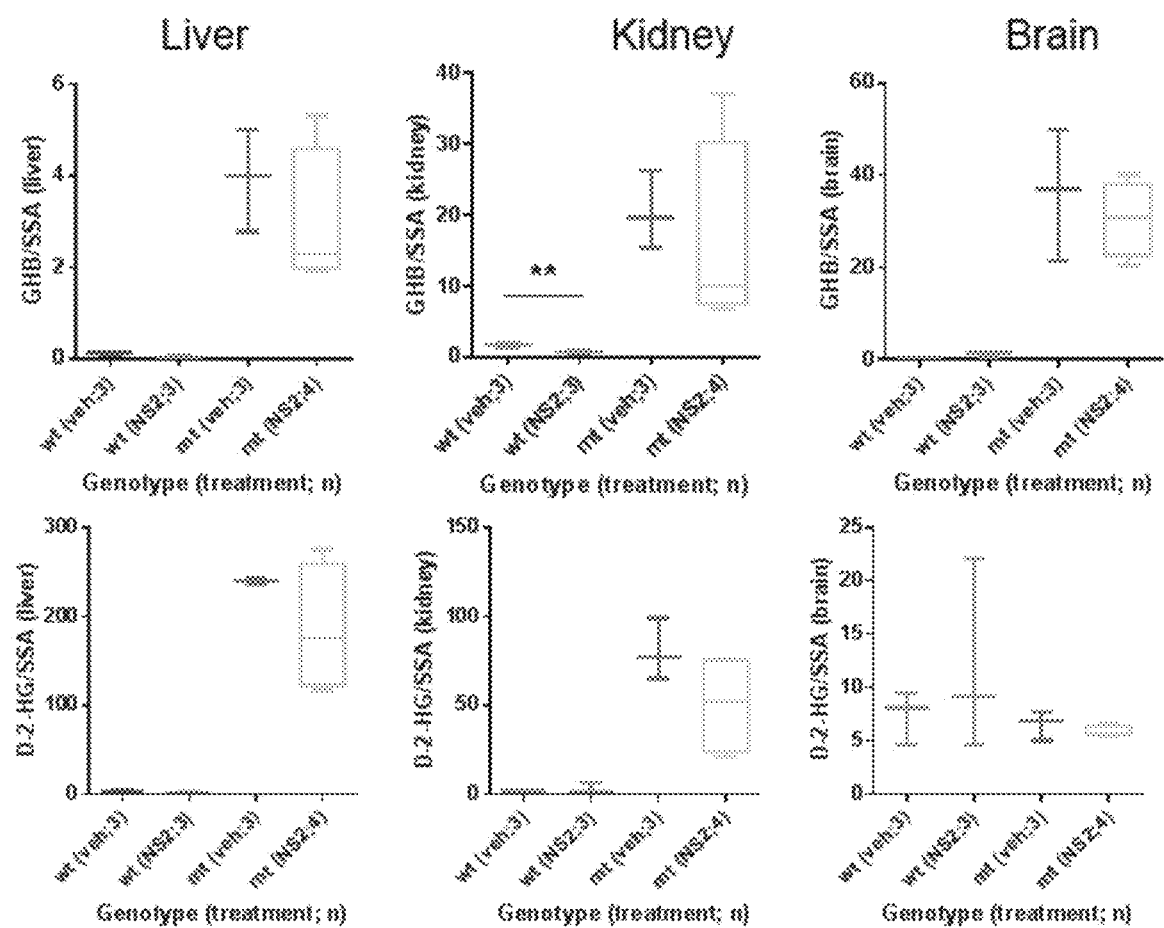 Liver
Kidney
Brain
GHB/SSA (liver)
6
4
2
0
wt (veh;3)
wt (NS2;3)
mt (veh;3)
mt (NS2;4)
Genotype (treatment; n)
GHB/SSA (kidney)
40
30
20
10
0
**
wt (veh;3)
wt (NS2;3)
mt (veh;3)
mt (NS2;4)
Genotype (treatment; n)
GHB/SSA (brain)
60
40
20
0
wt (veh;3)
wt (NS2;3)
mt (veh;3)
mt (NS2;4)
Genotype (treatment; n)
D-2-HG/SSA (liver)
300
200
100
0
wt (veh;3)
wt (NS2;3)
mt (veh;3)
mt (NS2;4)
Genotype (treatment; n)
D-2-HG/SSA (kidney)
150
100
50
0
wt (veh;3)
wt (NS2;3)
mt (veh;3)
mt (NS2;4)
Genotype (treatment; n)
D-2-HG/SSA (brain)
25
20
15
10
5
0
wt (veh;3)
wt (NS2;3)
mt (veh;3)
mt (NS2;4)
Genotype (treatment; n)